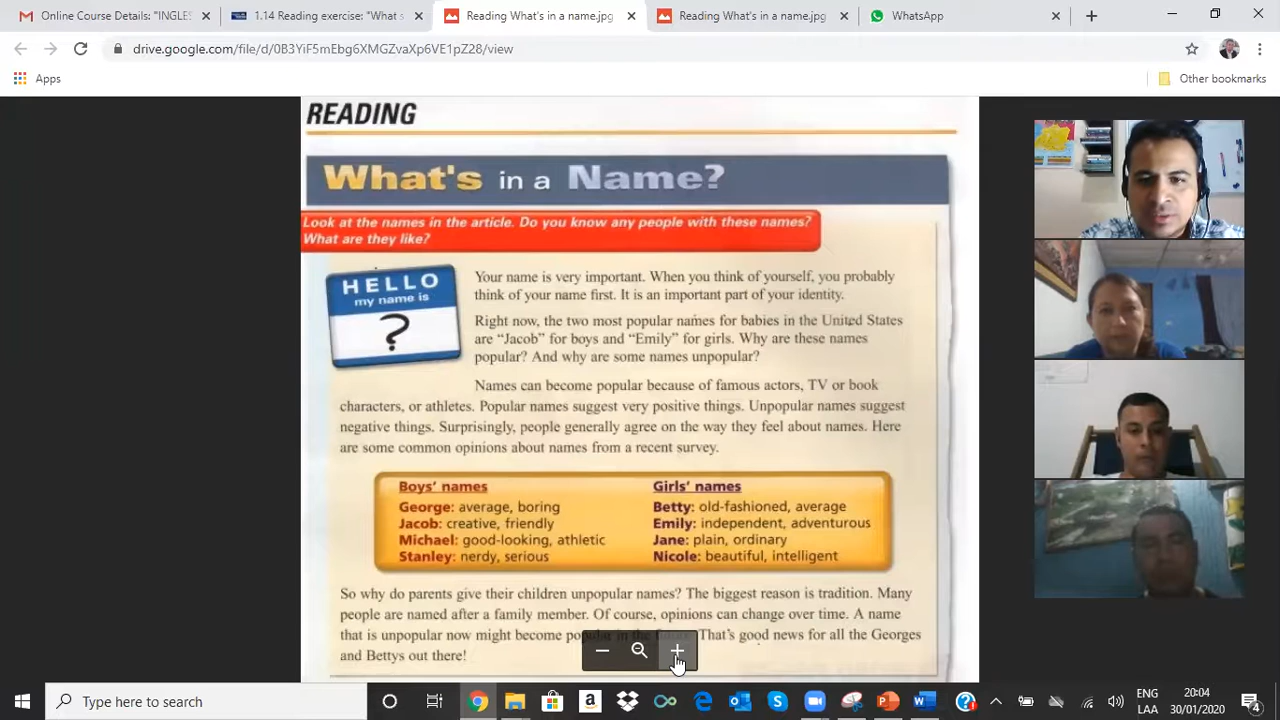 Online Course Details: "INGLES
1.14 Reading exercise: "What's
Reading What's in a name.jpg
Reading What's in a name.jpg
WhatsApp
drive.google.com/file/d/0B3YiF5mEbg6XMGZvaXp6VE1pZ28/view
Apps
Other bookmarks
READING
What's in a Name?
Look at the names in the article. Do you know any people with these names?
What are they like?
HELLO
my name is
?
Your name is very important. When you think of yourself, you probably
think of your name first. It is an important part of your identity.
Right now, the two most popular names for babies in the United States
are "Jacob" for boys and "Emily" for girls. Why are these names
popular? And why are some names unpopular?
Names can become popular because of famous actors, TV or book
characters, or athletes. Popular names suggest very positive things. Unpopular names suggest
negative things. Surprisingly, people generally agree on the way they feel about names. Here
are some common opinions about names from a recent survey.
Boys' names
George: average, boring
Jacob: creative, friendly
Michael: good-looking, athletic
Stanley: nerdy, serious
Girls' names
Betty: old-fashioned, average
Emily: independent, adventurous
Jane: plain, ordinary
Nicole: beautiful, intelligent
So why do parents give their children unpopular names? The biggest reason is tradition. Many
people are named after a family member. Of course, opinions can change over time. A name
that is unpopular now might become popular in the future. That's good news for all the Georges
and Bettys out there!
Type here to search
ENG
LAA
20:04
30/01/2020
4